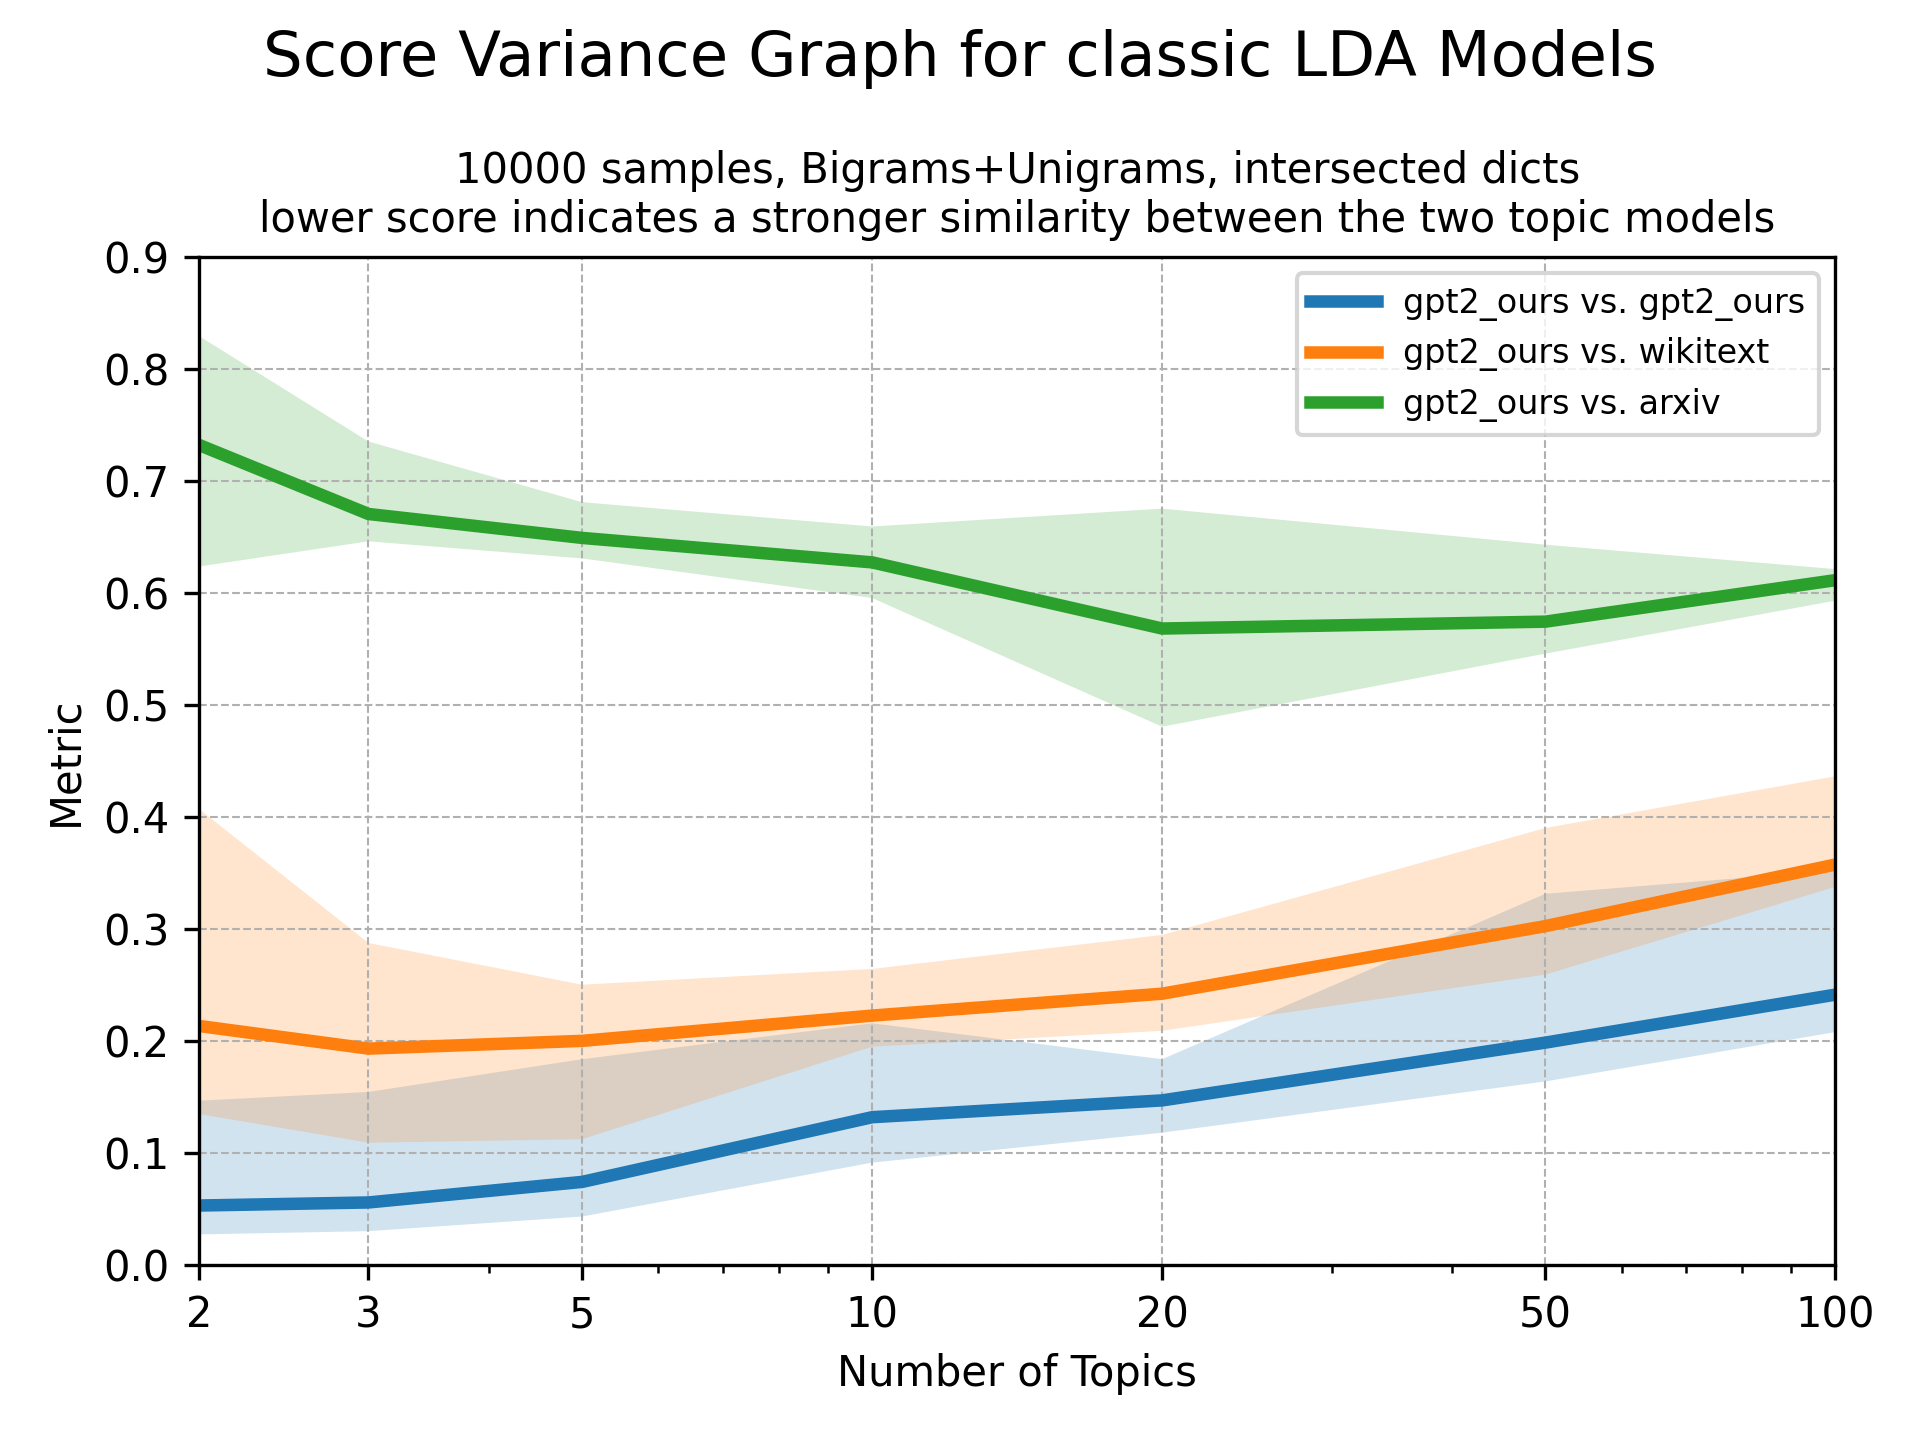 Score Variance Graph for classic LDA Models
10000 samples, Bigrams+Unigrams, intersected dicts
lower score indicates a stronger similarity between the two topic models
gpt2_ours vs. gpt2_ours
gpt2_ours vs. wikitext
gpt2_ours vs. arxiv
Metric
0.9
0.8
0.7
0.6
0.5
0.4
0.3
0.2
0.1
0.0
2 3 5 10 20 50 100
Number of Topics